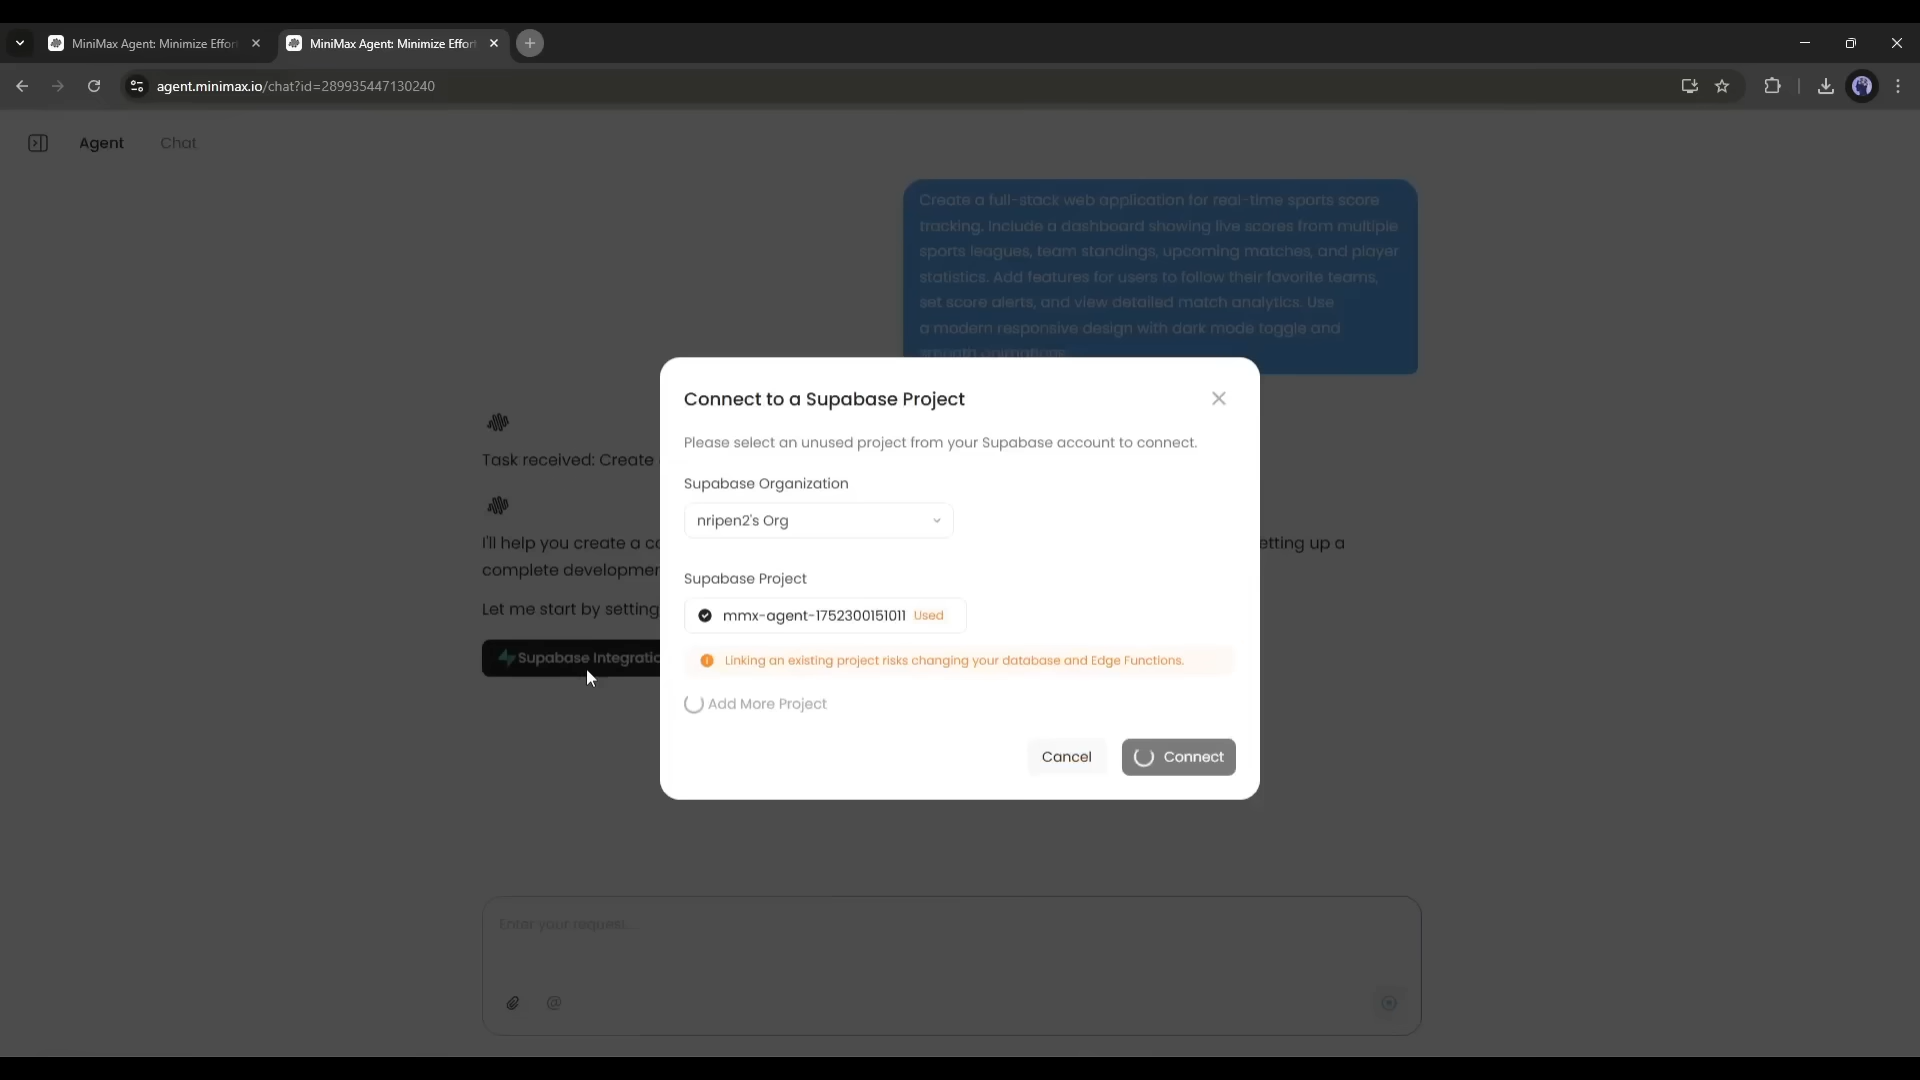 MiniMax Agent: Minimize Effor
MiniMax Agent: Minimize Effor
agent.minimax.io/chat?id=289935447130240
Agent
Chat
Create a full-stack web application for real-time sports score
tracking. Include a dashboard showing live scores from multiple
sports leagues, team standings, upcoming matches, and player
statistics. Add features for users to follow their favorite teams,
set score alerts, and view detailed match analytics. Use
a modern responsive design with dark mode toggle and
smooth animations
Task received: Create
I'll help you create a co
etting up a
complete developmen
Let me start by setting
Supabase Integratio
Connect to a Supabase Project
Please select an unused project from your Supabase account to connect.
Supabase Organization
nripen2's Org
Supabase Project
mmx-agent-1752300151011 Used
Linking an existing project risks changing your database and Edge Functions.
Add More Project
Cancel
Connect
Enter your request...
@